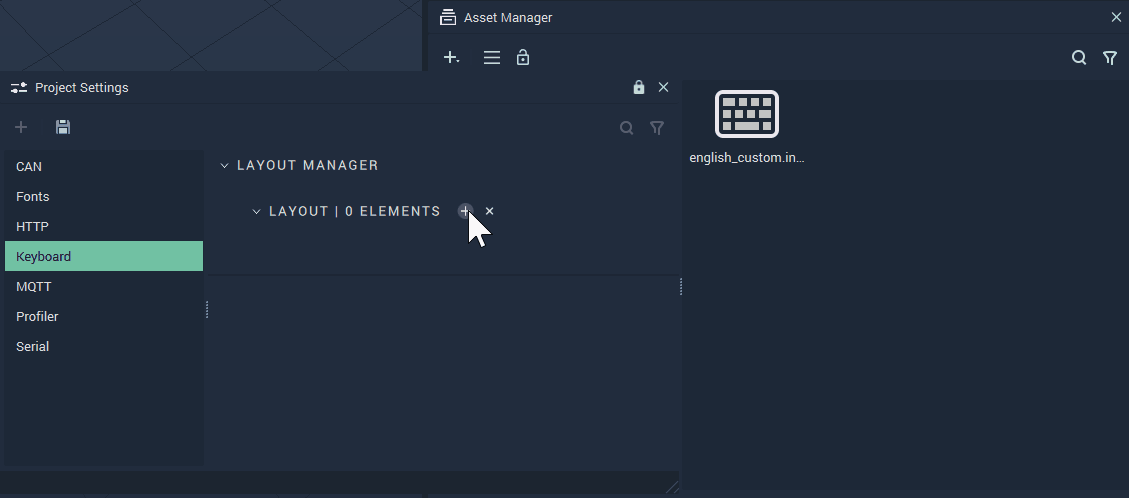 Asset Manager
Project Settings
CAN
Fonts
HTTP
Keyboard
MQTT
Profiler
Serial
LAYOUT MANAGER
LAYOUT | 0 ELEMENTS
english_custom.in...